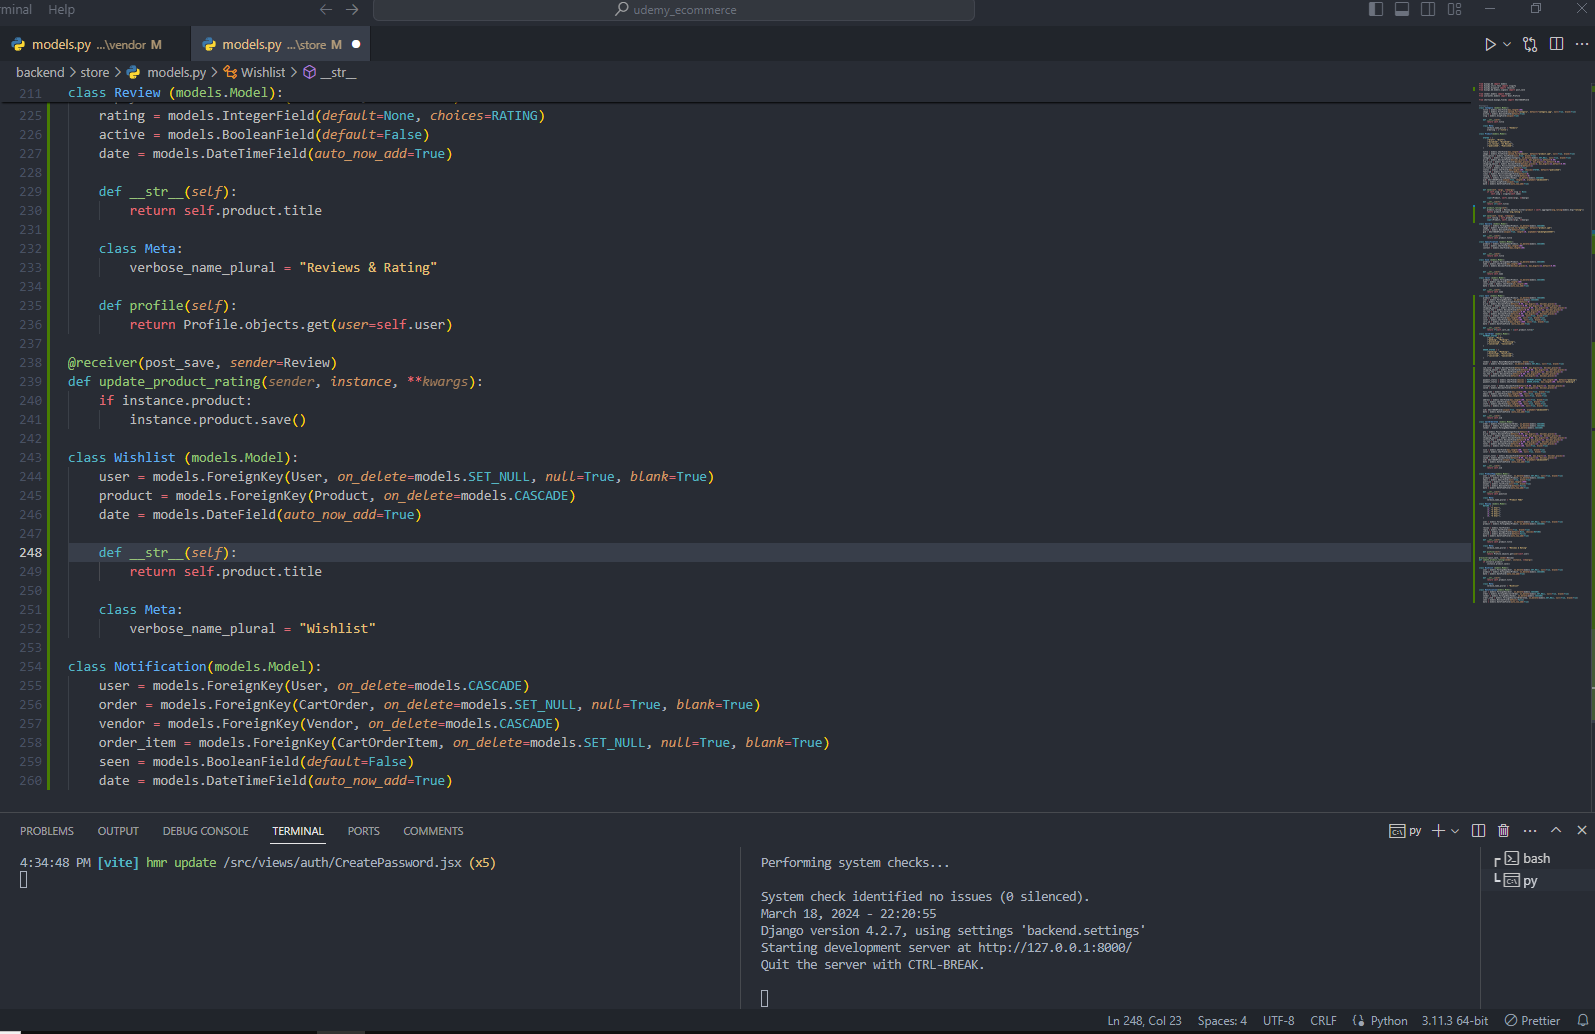 rminal Help
udemy_ecommerce
models.py ...\vendor M
models.py ...\store M
backend > store > models.py > Wishlist > __str__
211 class Review (models.Model):
225 rating = models.IntegerField(default=None, choices=RATING)
226 active = models.BooleanField(default=False)
227 date = models.DateTimeField(auto_now_add=True)
228
229 def __str__(self):
230 return self.product.title
231
232 class Meta:
233 verbose_name_plural = "Reviews & Rating"
234
235 def profile(self):
236 return Profile.objects.get(user=self.user)
237
238 @receiver(post_save, sender=Review)
239 def update_product_rating(sender, instance, **kwargs):
240 if instance.product:
241 instance.product.save()
242
243 class Wishlist (models.Model):
244 user = models.ForeignKey(User, on_delete=models.SET_NULL, null=True, blank=True)
245 product = models.ForeignKey(Product, on_delete=models.CASCADE)
246 date = models.DateField(auto_now_add=True)
247
248 def __str__(self):
249 return self.product.title
250
251 class Meta:
252 verbose_name_plural = "Wishlist"
253
254 class Notification(models.Model):
255 user = models.ForeignKey(User, on_delete=models.CASCADE)
256 order = models.ForeignKey(CartOrder, on_delete=models.SET_NULL, null=True, blank=True)
257 vendor = models.ForeignKey(Vendor, on_delete=models.CASCADE)
258 order_item = models.ForeignKey(CartOrderItem, on_delete=models.SET_NULL, null=True, blank=True)
259 seen = models.BooleanField(default=False)
260 date = models.DateTimeField(auto_now_add=True)
PROBLEMS OUTPUT DEBUG CONSOLE TERMINAL PORTS COMMENTS
py
4:34:48 PM [vite] hmr update /src/views/auth/CreatePassword.jsx (x5)
Performing system checks...
System check identified no issues (0 silenced).
March 18, 2024 - 22:20:55
Django version 4.2.7, using settings 'backend.settings'
Starting development server at http://127.0.0.1:8000/
Quit the server with CTRL-BREAK.
bash
py
Ln 248, Col 23 Spaces: 4 UTF-8 CRLF Python 3.11.3 64-bit Prettier